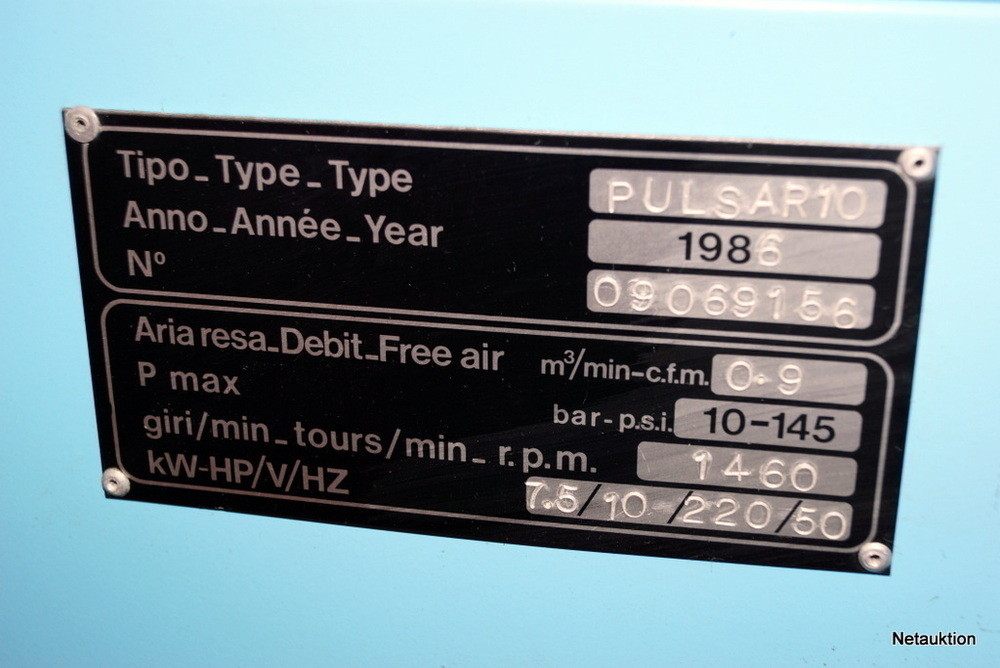 Tipo_Type_Type PULSAR10
Anno_Année_Year 1986
Nº 09069156
Aria resa_Debit_Free air m³/min-c.f.m. 0.9
P max bar-p.s.i. 10-145
giri/min_tours/min_r.p.m. 1460
kW-HP/V/HZ 7.5/10/220/50
Netauktion